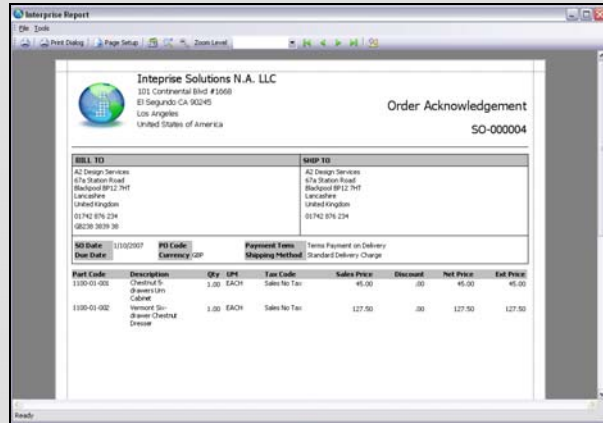 Interprise Report
File Tools
Print Dialog Page Setup Zoom Level
Inteprise Solutions N.A. LLC
101 Continental Blvd #1668
El Segundo CA 90245
Los Angeles
United States of America
Order Acknowledgement
SO-000004
BILL TO SHIP TO
A2 Design Services A2 Design Services
67a Station Road 67a Station Road
Blackpool BP12 7HT Blackpool BP12 7HT
Lancashire Lancashire
United Kingdom United Kingdom
01742 876 234 01742 876 234
GB238 3839 38
SO Date 1/10/2007 PO Code Payment Tems Terms Payment on Delivery
Due Date Currency GBP Shipping Method Standard Delivery Charge
Part Code Description Qty UM Tax Code Sales Price Discount Net Price Ext Price
1100-01-001 Chestnut 5- 1.00 EACH Sales No Tax 45.00 .00 45.00 45.00
drawers Urn
Cabinet
1100-01-002 Vermont Six- 1.00 EACH Sales No Tax 127.50 .00 127.50 127.50
drawer Chestnut
Dresser
Ready